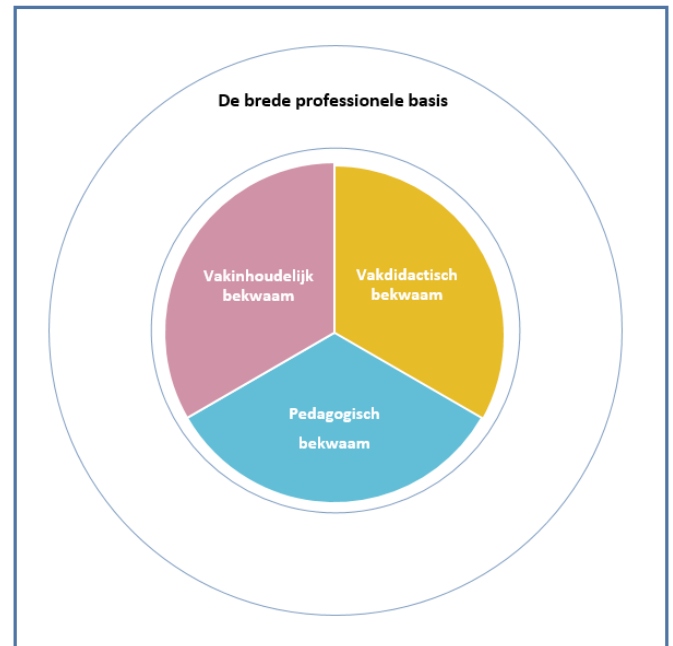 De brede professionele basis
Vakinhoudelijk
bekwaam
Vakdidactisch
bekwaam
Pedagogisch
bekwaam